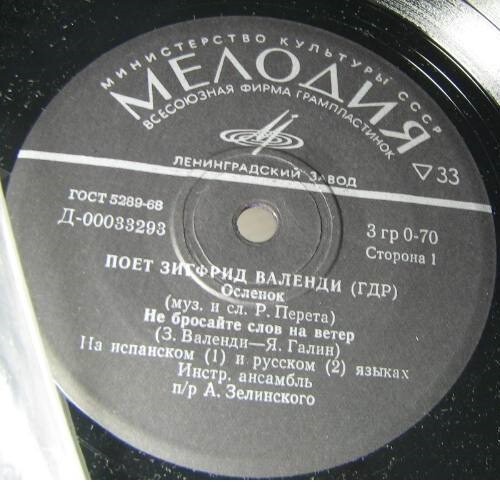 МИНИСТЕРСТВО КУЛЬТУРЫ СССР
МЕЛОДИЯ
ВСЕСОЮЗНАЯ ФИРМА ГРАМПЛАСТИНОК
ЛЕНИНГРАДСКИЙ ЗАВОД
▽33
ГОСТ 5289-68
Д-00033293
3 гр 0-70
Сторона 1
ПОЕТ ЗИГФРИД ВАЛЕНДИ (ГДР)
Осленок
(муз. и сл. Р. Перета)
Не бросайте слов на ветер
(З. Валенди—Я. Галин)
На испанском (1) и русском (2) языках
Инстр. ансамбль
п/р А. Зелинского